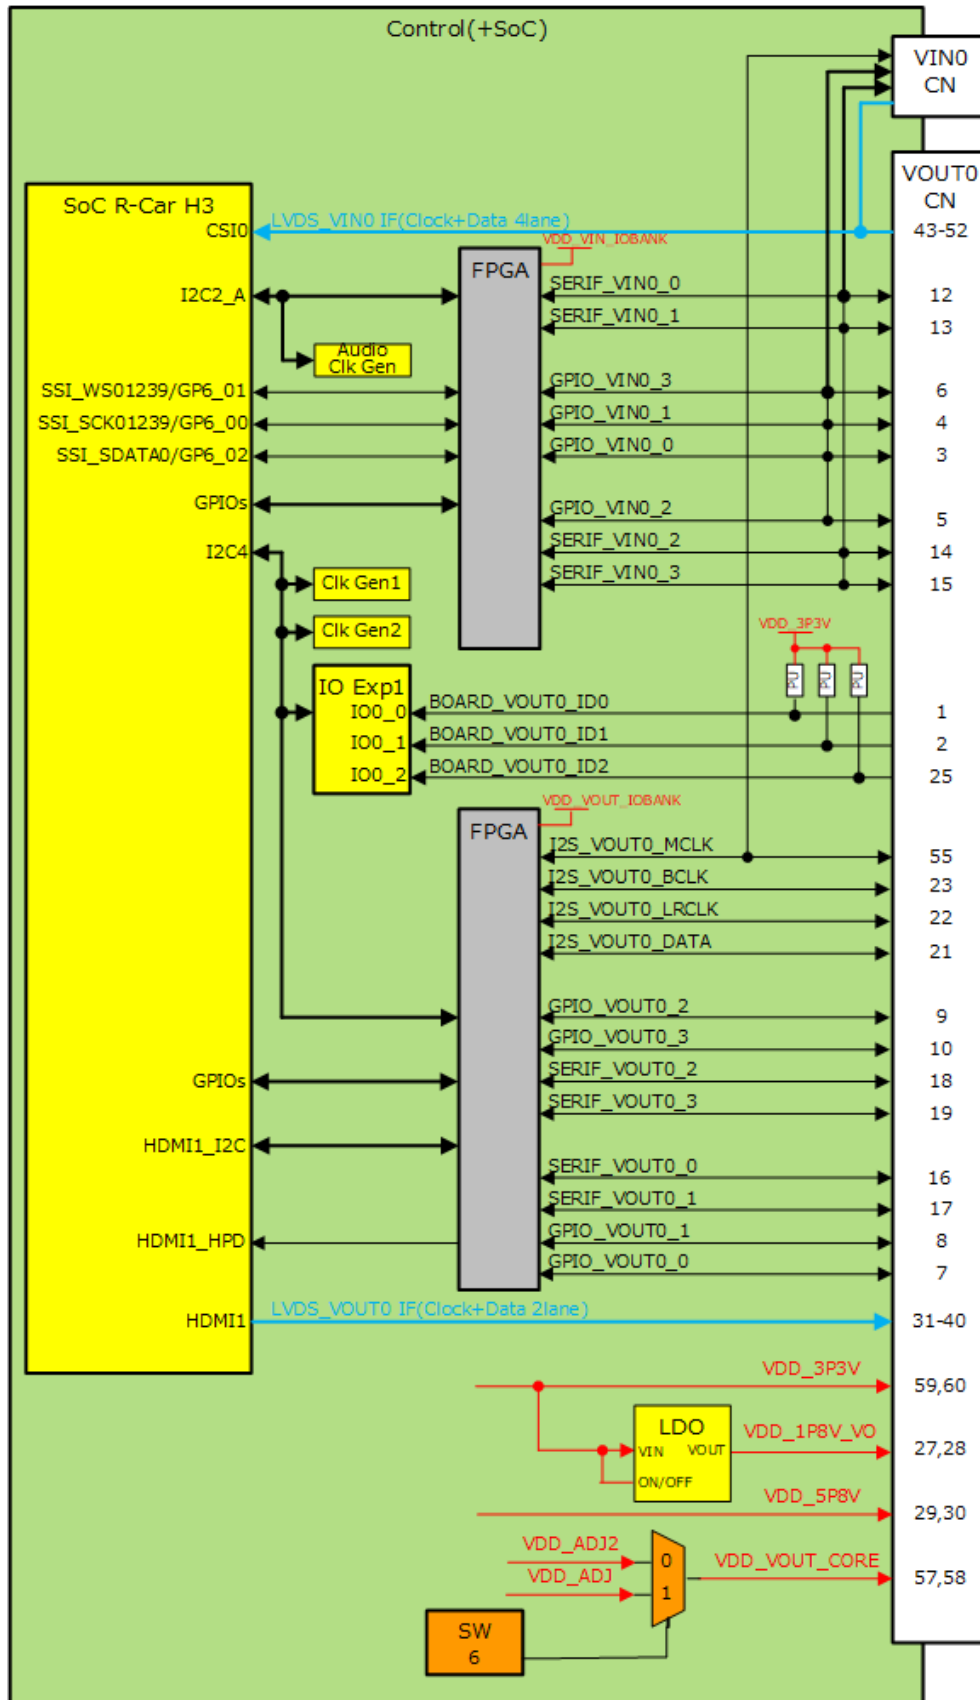 Control(+SoC)
VIN0
CN
VOUT0
CN
SoC R-Car H3
CSI0
LVDS_VIN0 IF(Clock+Data 4lane)
43-52
VDD_VIN_IOBANK
FPGA
I2C2_A
SERIF_VIN0_0
12
SERIF_VIN0_1
13
Audio
Clk Gen
SSI_WS01239/GP6_01
GPIO_VIN0_3
6
SSI_SCK01239/GP6_00
GPIO_VIN0_1
4
SSI_SDATA0/GP6_02
GPIO_VIN0_0
3
GPIOs
GPIO_VIN0_2
5
I2C4
SERIF_VIN0_2
14
Clk Gen1
SERIF_VIN0_3
15
Clk Gen2
VDD_3P3V
PU
PU
PU
IO Exp1
IO0_0
BOARD_VOUT0_ID0
1
IO0_1
BOARD_VOUT0_ID1
2
IO0_2
BOARD_VOUT0_ID2
25
VDD_VOUT_IOBANK
FPGA
I2S_VOUT0_MCLK
55
I2S_VOUT0_BCLK
23
I2S_VOUT0_LRCLK
22
I2S_VOUT0_DATA
21
GPIO_VOUT0_2
9
GPIO_VOUT0_3
10
GPIOs
SERIF_VOUT0_2
18
SERIF_VOUT0_3
19
HDMI1_I2C
SERIF_VOUT0_0
16
SERIF_VOUT0_1
17
HDMI1_HPD
GPIO_VOUT0_1
8
GPIO_VOUT0_0
7
HDMI1
LVDS_VOUT0 IF(Clock+Data 2lane)
31-40
VDD_3P3V
59,60
LDO
VIN
VOUT
ON/OFF
VDD_1P8V_VO
27,28
VDD_5P8V
29,30
VDD_ADJ2
0
VDD_VOUT_CORE
57,58
VDD_ADJ
1
SW
6